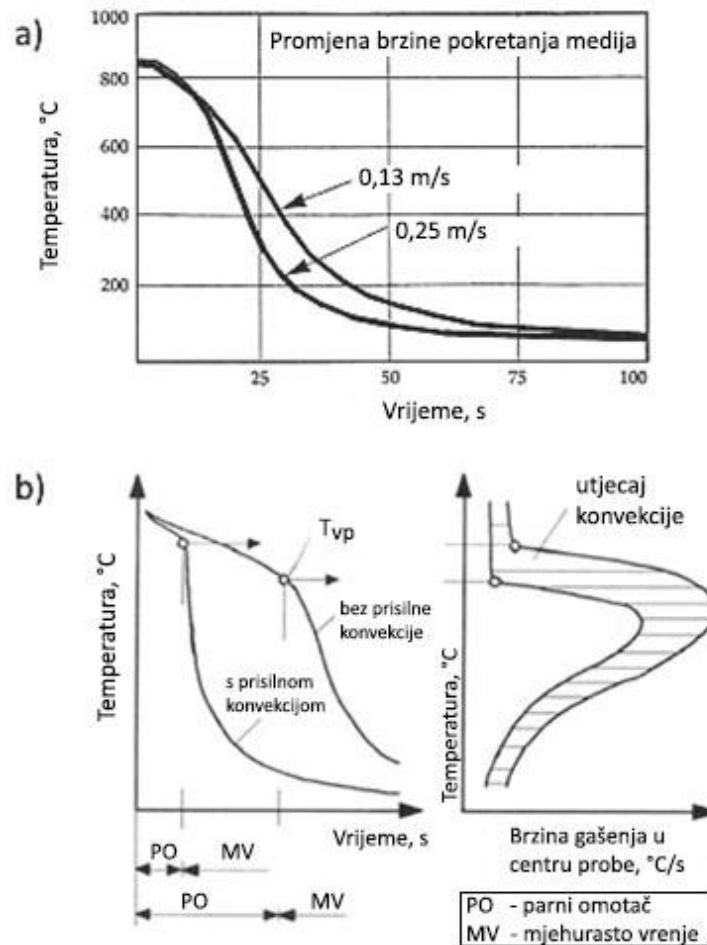 a)
Promjena brzine pokretanja medija
1000
800
600
400
200
Temperatura, °C
0,13 m/s
0,25 m/s
25
50
75
100
Vrijeme, s
b)
Temperatura, °C
T_vp
bez prisilne
konvekcije
s prisilnom
konvekcijom
Vrijeme, s
PO
MV
PO
MV
utjecaj
konvekcije
Temperatura, °C
Brzina gašenja u
centru probe, °C/s
PO - parni omotač
MV - mjehurasto vrenje